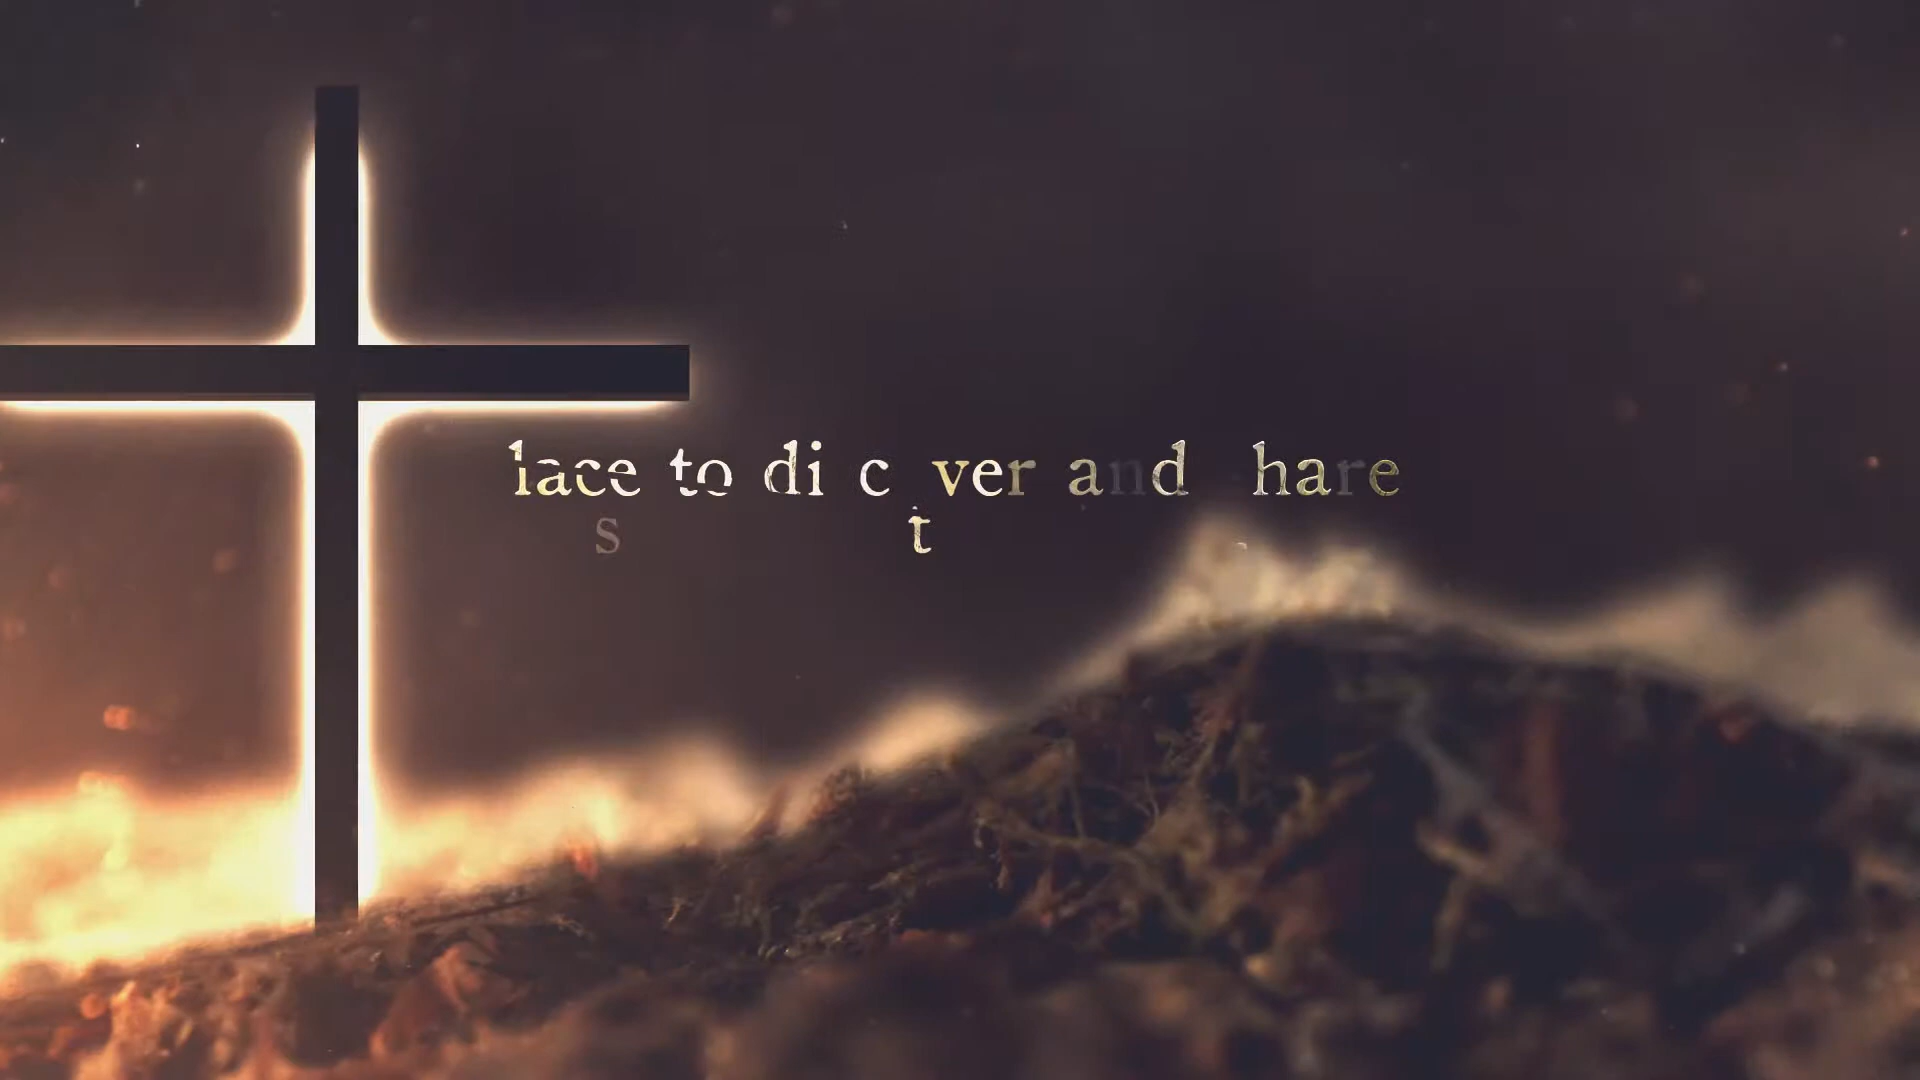 lace to di c ver and hare
s t